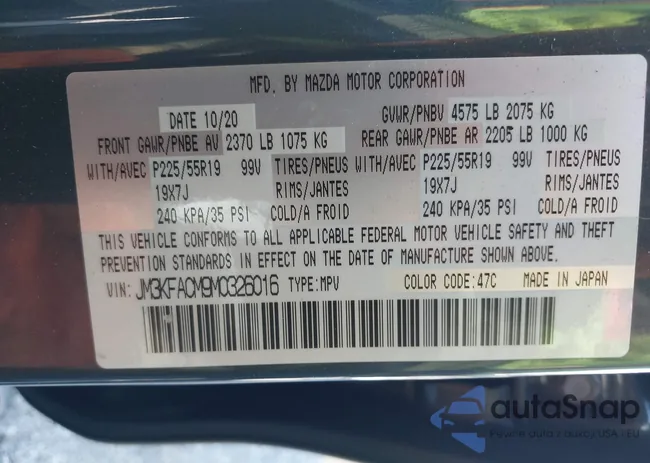 MFD. BY MAZDA MOTOR CORPORATION
DATE 10/20 GVWR/PNBV 4575 LB 2075 KG
FRONT GAWR/PNBE AV 2370 LB 1075 KG REAR GAWR/PNBE AR 2205 LB 1000 KG
WITH/AVEC P225/55R19 99V TIRES/PNEUS WITH/AVEC P225/55R19 99V TIRES/PNEUS
19X7J RIMS/JANTES 19X7J RIMS/JANTES
240 KPA/35 PSI COLD/A FROID 240 KPA/35 PSI COLD/A FROID
THIS VEHICLE CONFORMS TO ALL APPLICABLE FEDERAL MOTOR VEHICLE SAFETY AND THEFT
PREVENTION STANDARDS IN EFFECT ON THE DATE OF MANUFACTURE SHOWN ABOVE.
VIN: JM3KFACM9M0326016 TYPE:MPV COLOR CODE:47C MADE IN JAPAN
autoSnap